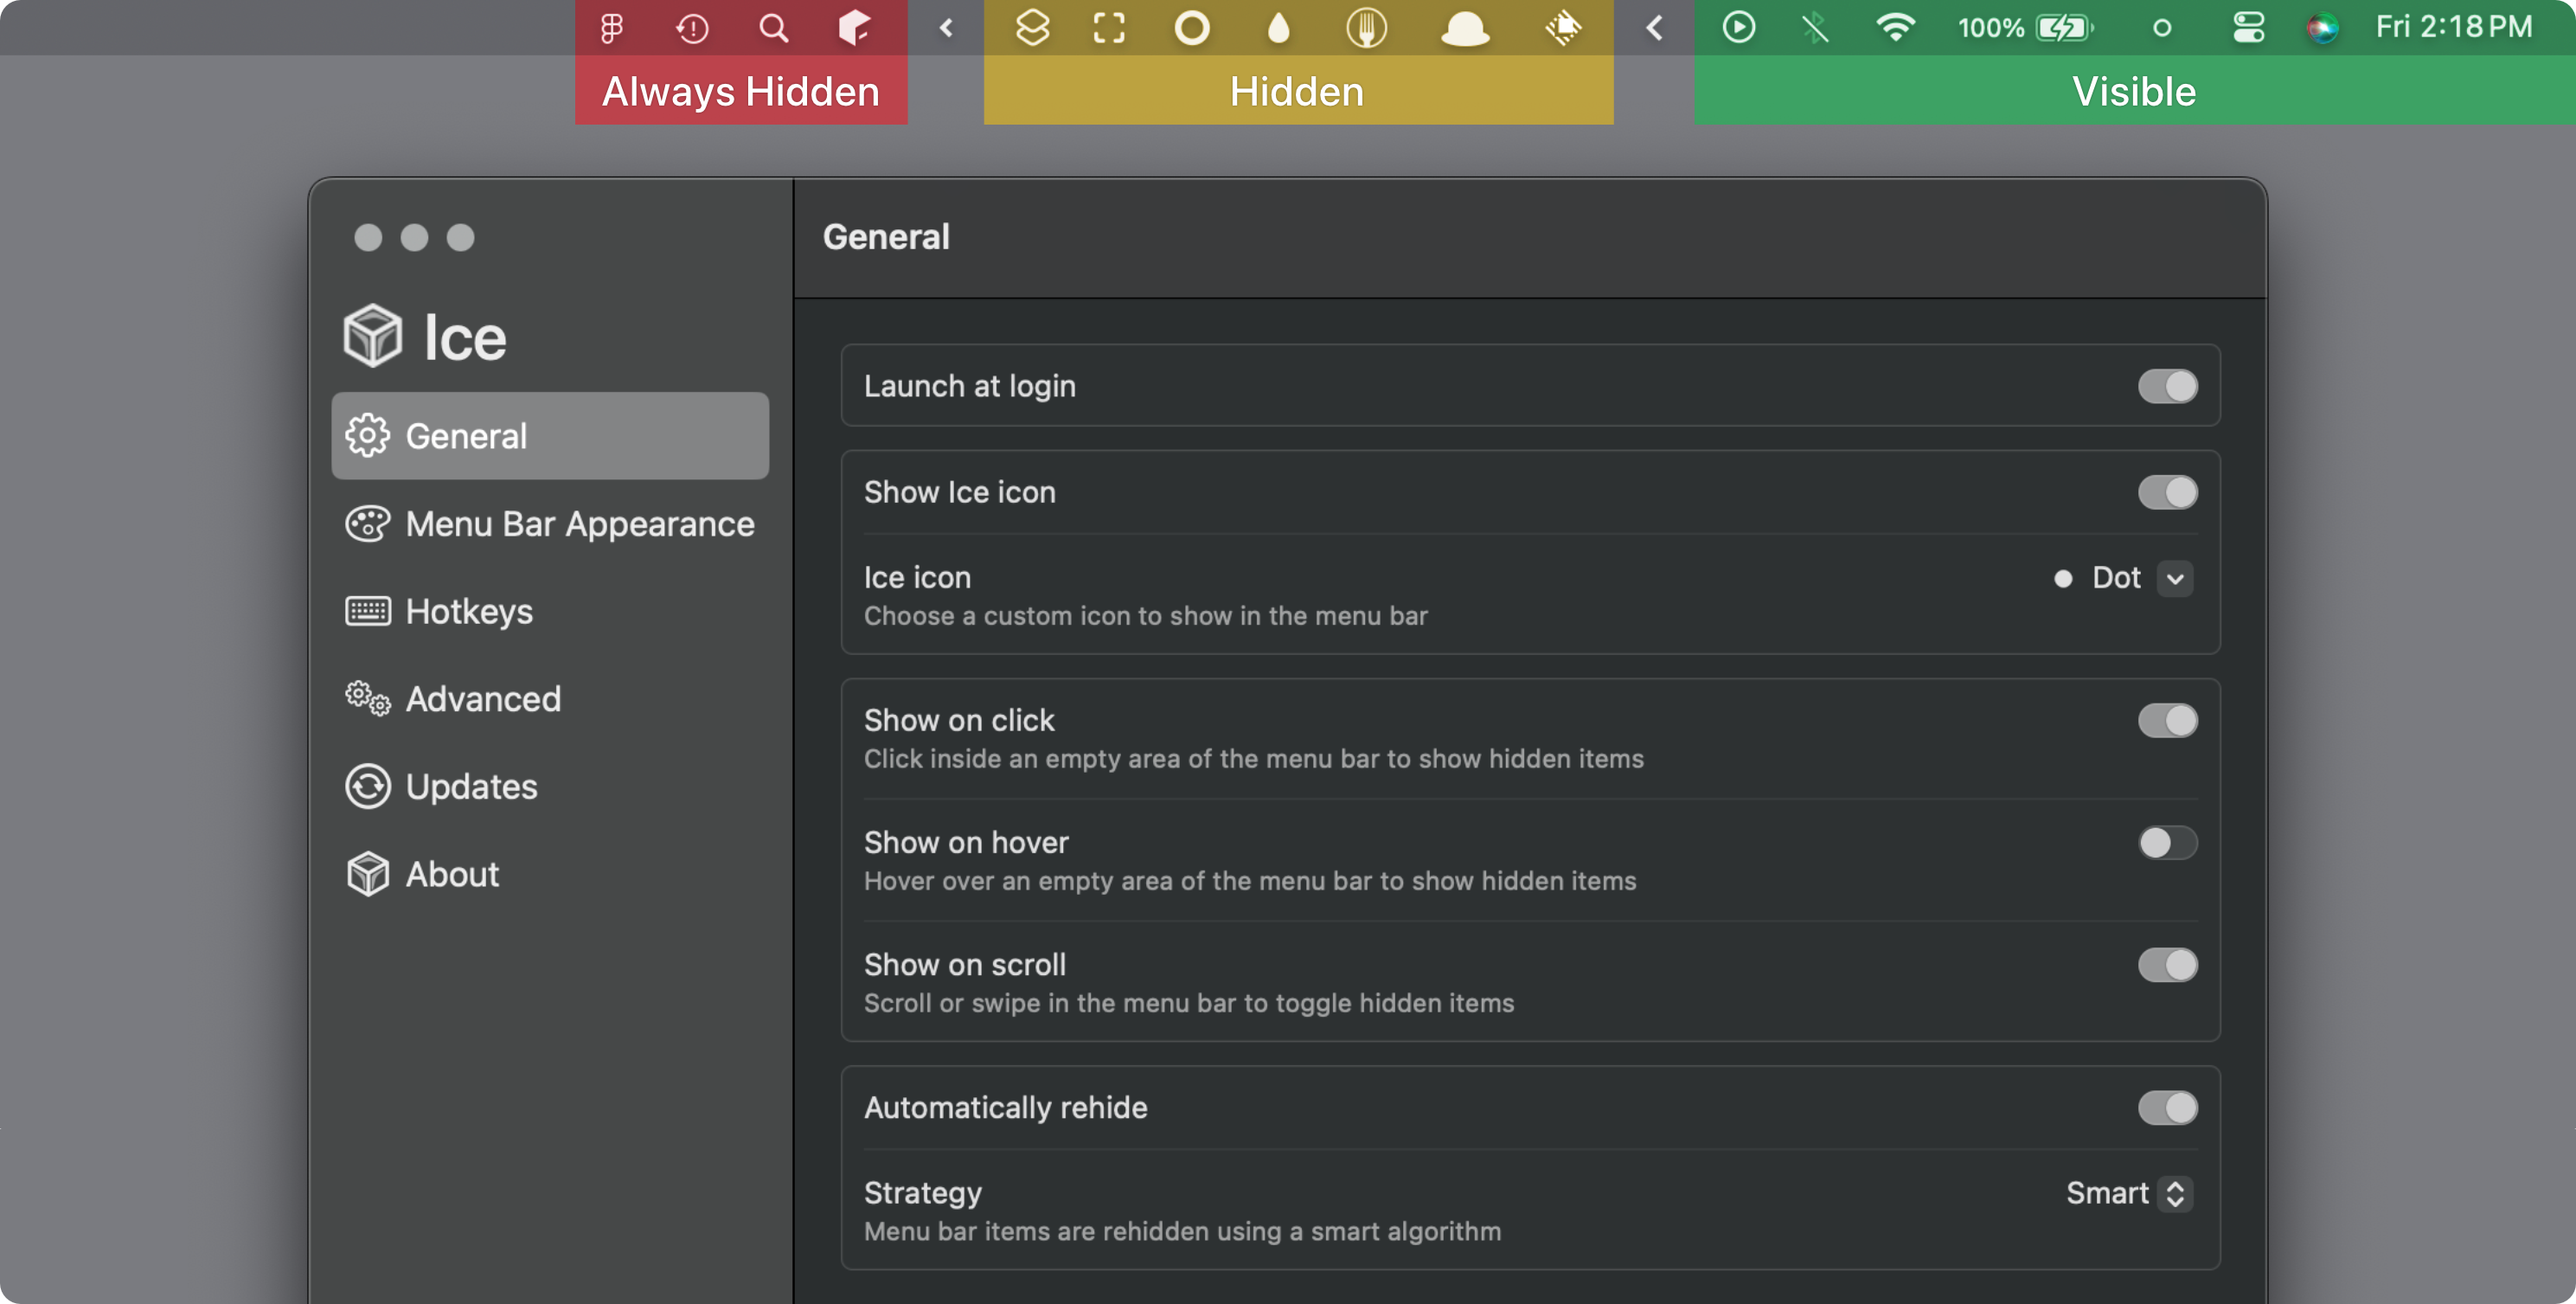 100%
Fri 2:18 PM
Always Hidden
Hidden
Visible
Ice
General
Menu Bar Appearance
Hotkeys
Advanced
Updates
About
General
Launch at login
Show Ice icon
Ice icon
Dot
Choose a custom icon to show in the menu bar
Show on click
Click inside an empty area of the menu bar to show hidden items
Show on hover
Hover over an empty area of the menu bar to show hidden items
Show on scroll
Scroll or swipe in the menu bar to toggle hidden items
Automatically rehide
Strategy
Smart
Menu bar items are rehidden using a smart algorithm